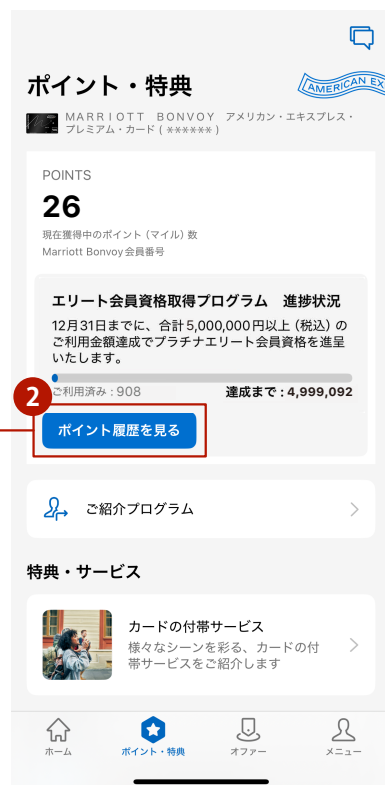 ポイント・特典
AMERICAN EX
MARRIOTT BONVOY アメリカン・エキスプレス・
プレミアム・カード (******)
POINTS
26
現在獲得中のポイント (マイル) 数
Marriott Bonvoy会員番号
エリート会員資格取得プログラム 進捗状況
12月31日までに、合計5,000,000円以上 (税込) の
ご利用金額達成でプラチナエリート会員資格を進呈
いたします。
2
ご利用済み : 908 達成まで : 4,999,092
ポイント履歴を見る
ご紹介プログラム
特典・サービス
カードの付帯サービス
様々なシーンを彩る、カードの付
帯サービスをご紹介します
ホーム ポイント・特典 オファー メニュー